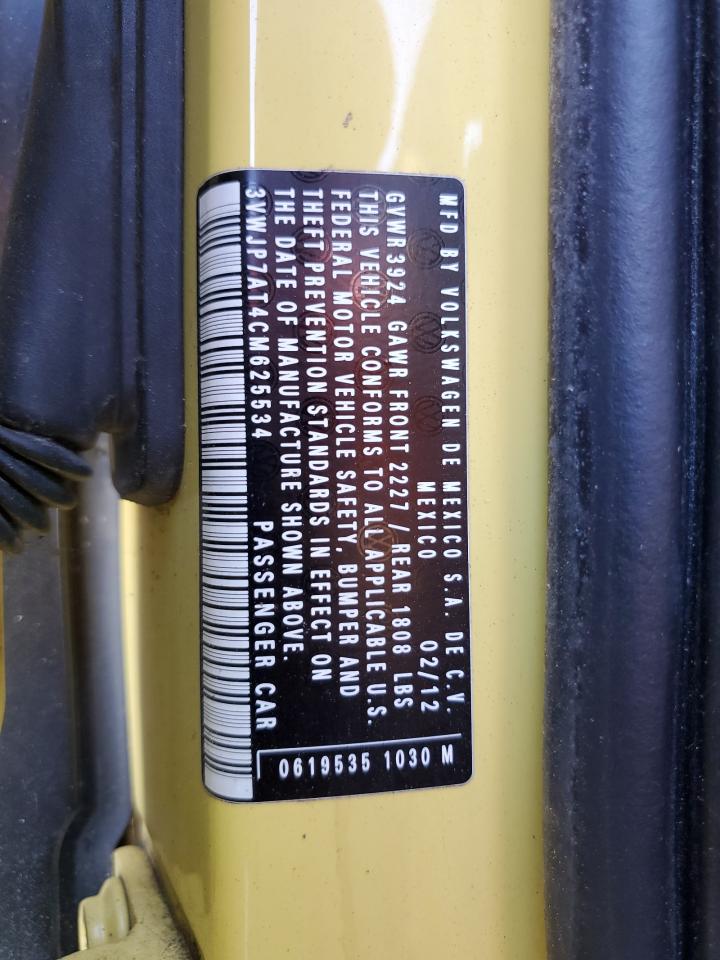 MFD BY VOLKSWAGEN DE MEXICO S.A. DE C.V.
MEXICO 02/12
GVWR 3924 GAWR FRONT 2227 / REAR 1808 LBS
THIS VEHICLE CONFORMS TO ALL APPLICABLE U.S.
FEDERAL MOTOR VEHICLE SAFETY, BUMPER AND
THEFT PREVENTION STANDARDS IN EFFECT ON
THE DATE OF MANUFACTURE SHOWN ABOVE.
3VWJP7AT4CM625534 PASSENGER CAR
0619535 1030 M